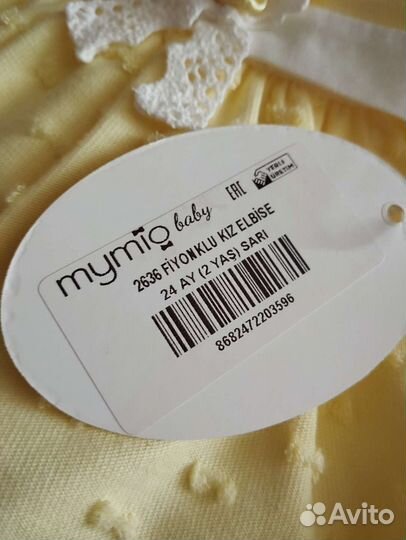 mymio baby
EAC
YERLİ
ÜRETİM
2636 FİYONKLU KIZ ELBİSE
24 AY (2 YAŞ) SARI
8682472203596
Avito